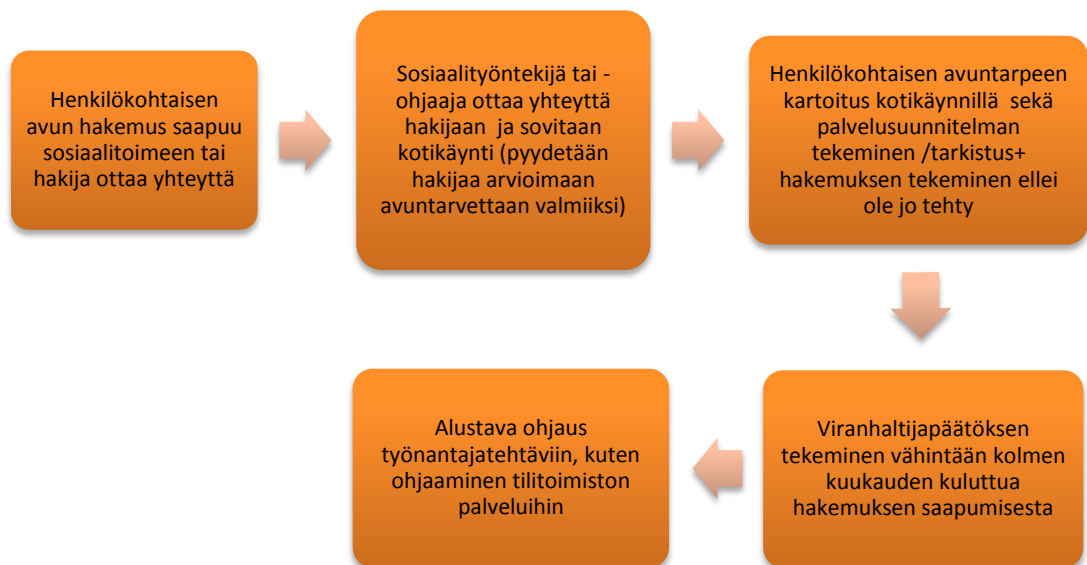 Henkilökohtaisen
avun hakemus saapuu
sosiaalitoimeen tai
hakija ottaa yhteyttä
Sosiaalityöntekijä tai -
ohjaaja ottaa yhteyttä
hakijaan ja sovitaan
kotikäynti (pyydetään
hakijaa arvioimaan
avuntarvettaan valmiiksi)
Henkilökohtaisen avuntarpeen
kartoitus kotikäynnillä sekä
palvelusuunnitelman
tekeminen /tarkistus+
hakemuksen tekeminen ellei
ole jo tehty
Viranhaltijapäätöksen
tekeminen vähintään kolmen
kuukauden kuluttua
hakemuksen saapumisesta
Alustava ohjaus
työnantajatehtäviin, kuten
ohjaaminen tilitoimiston
palveluihin